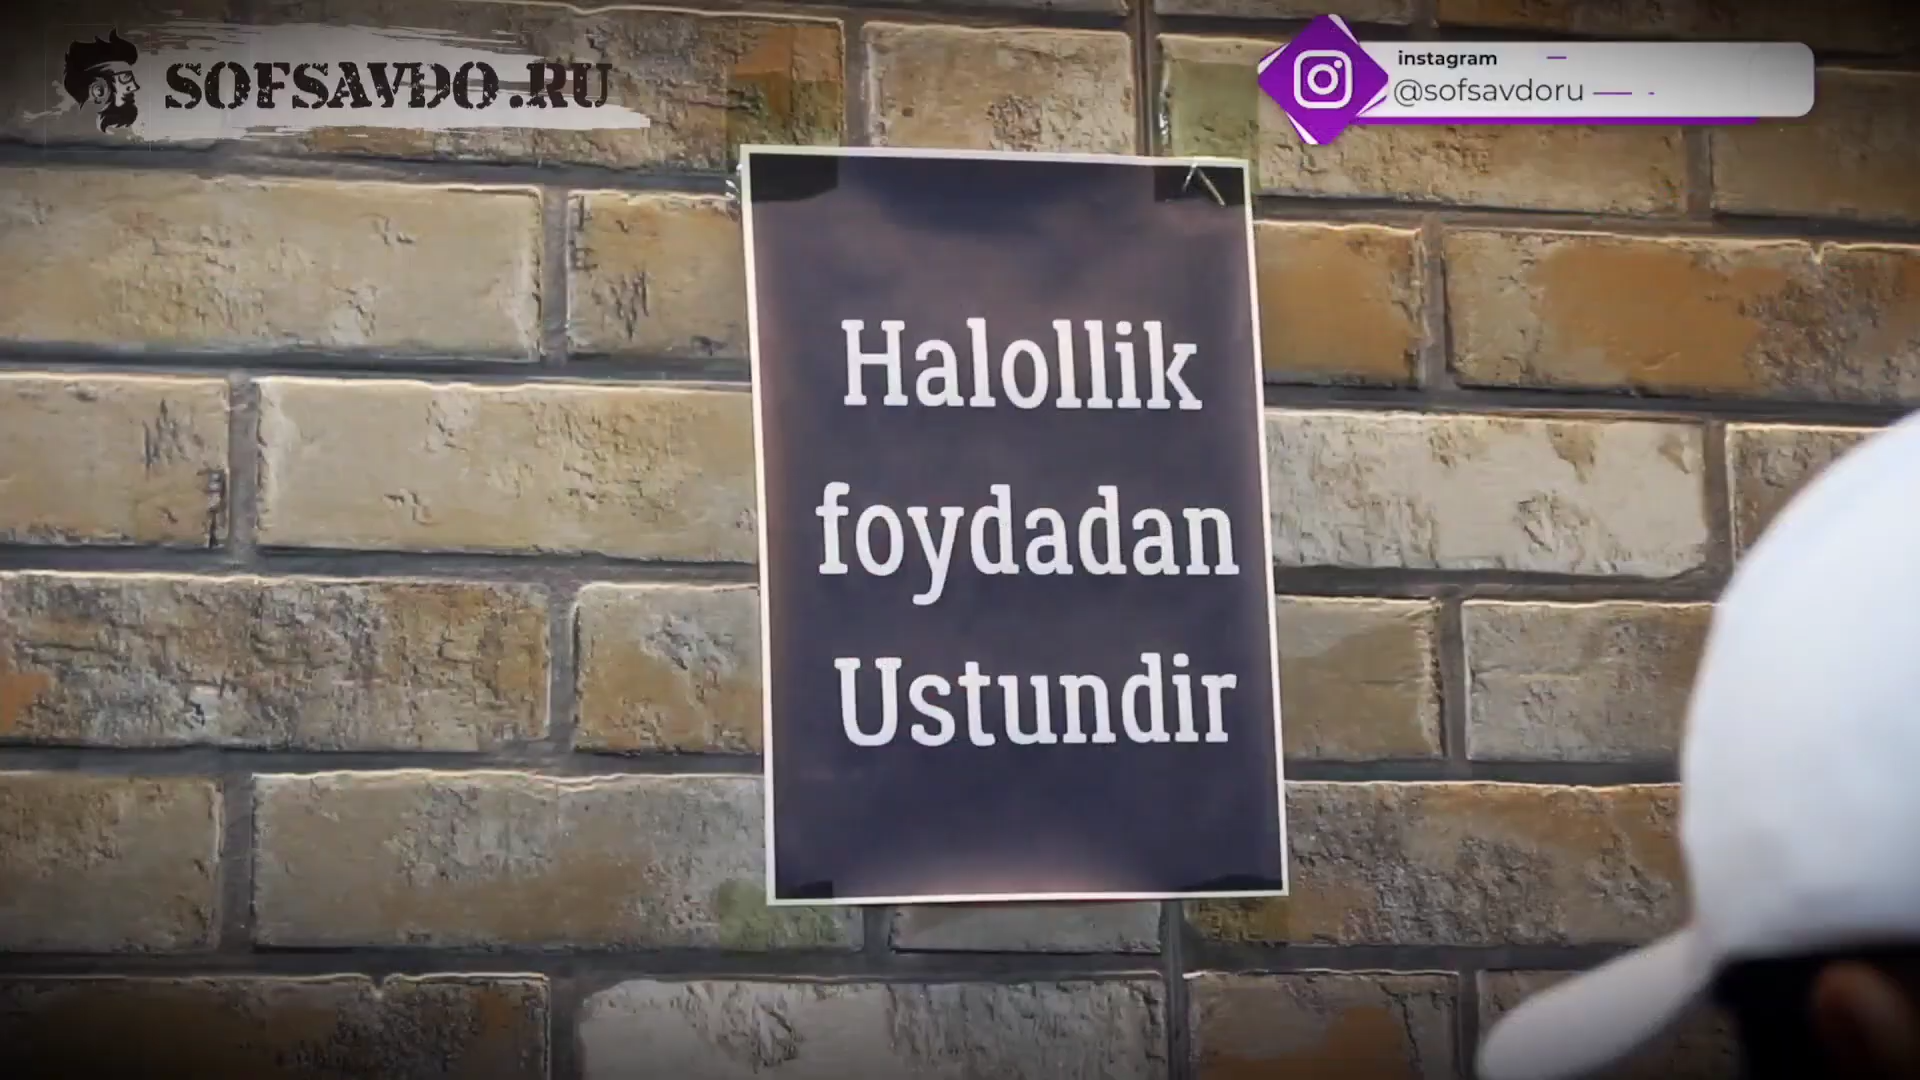 SOFSAVDO.RU
instagram
@sofsavdoru
Halollik
foydadan
Ustundir